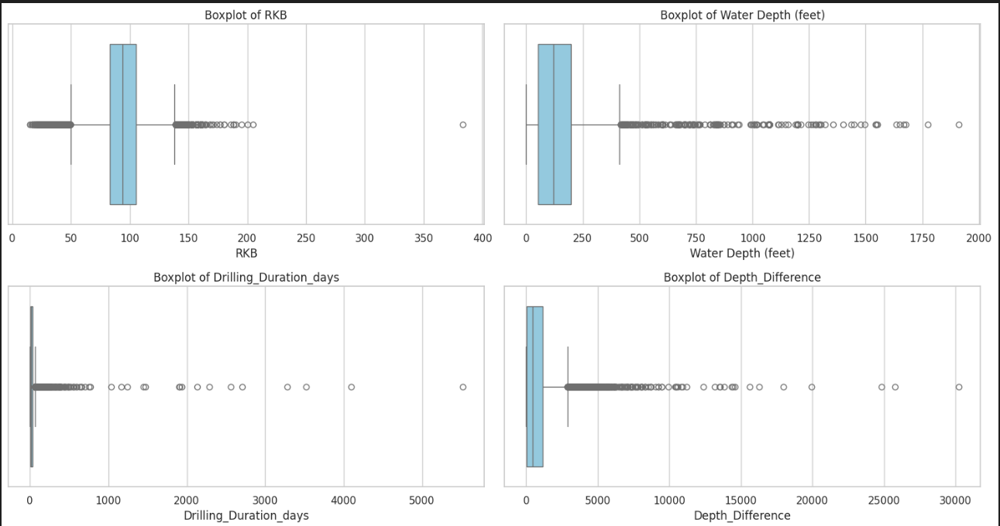 Boxplot of RKB
0 50 100 150 200 250 300 350 400
RKB
Boxplot of Water Depth (feet)
0 250 500 750 1000 1250 1500 1750 2000
Water Depth (feet)
Boxplot of Drilling_Duration_days
0 1000 2000 3000 4000 5000
Drilling_Duration_days
Boxplot of Depth_Difference
0 5000 10000 15000 20000 25000 30000
Depth_Difference